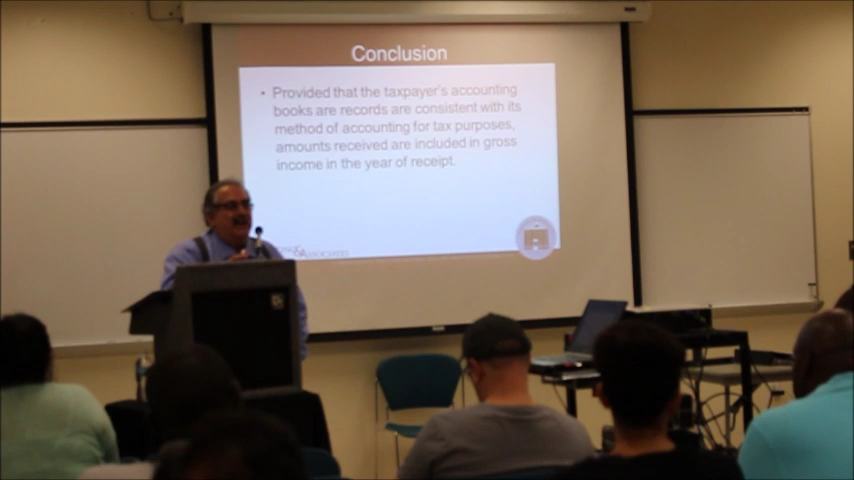 Conclusion
• Provided that the taxpayer's accounting
books are records are consistent with its
method of accounting for tax purposes,
amounts received are included in gross
income in the year of receipt.
& ASSOCIATES